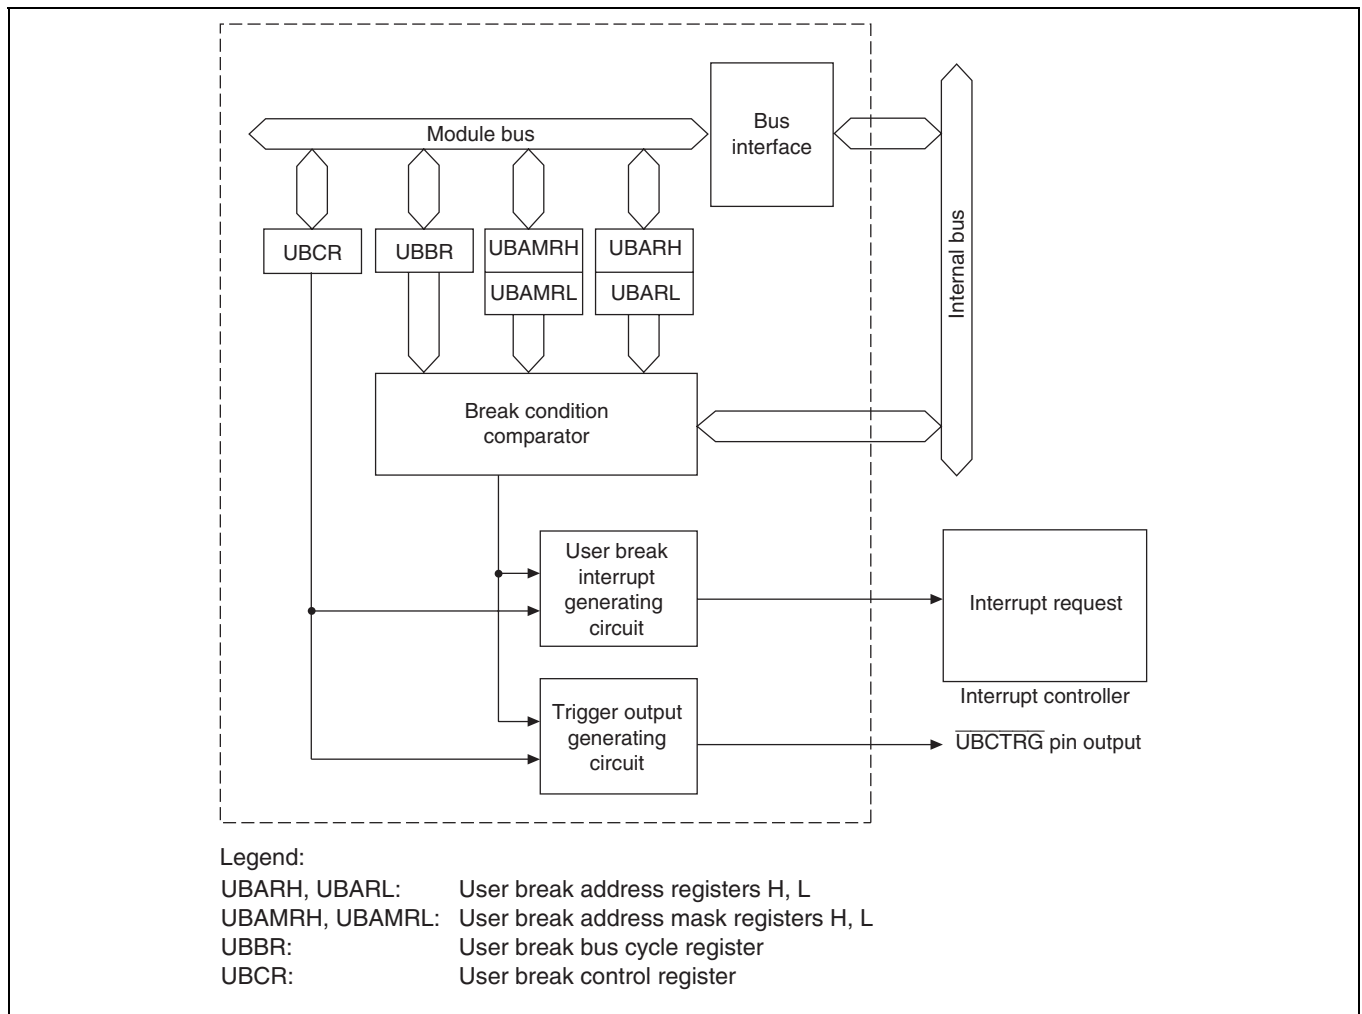 Bus
interface
Module bus
Internal bus
UBCR
UBBR
UBAMRH
UBARH
UBAMRL
UBARL
Break condition
comparator
User break
interrupt
generating
circuit
Interrupt request
Interrupt controller
Trigger output
generating
circuit
UBCTRG pin output
Legend:
UBARH, UBARL: User break address registers H, L
UBAMRH, UBAMRL: User break address mask registers H, L
UBBR: User break bus cycle register
UBCR: User break control register